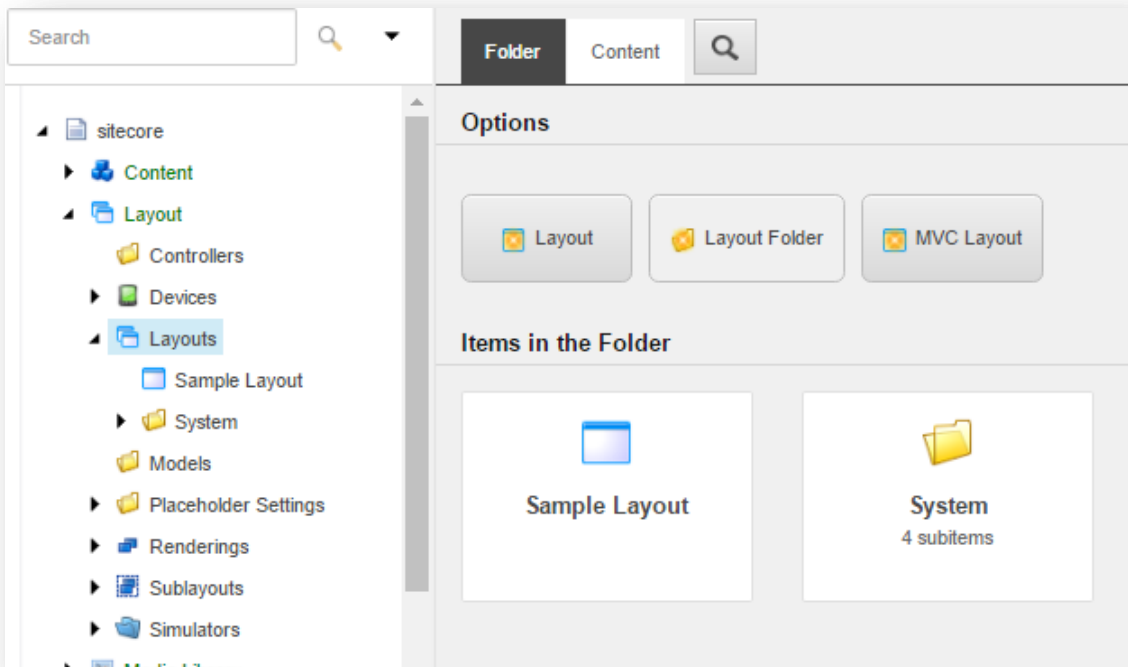 Search
sitecore
Content
Layout
Controllers
Devices
Layouts
Sample Layout
System
Models
Placeholder Settings
Renderings
Sublayouts
Simulators
Folder
Content
Options
Layout
Layout Folder
MVC Layout
Items in the Folder
Sample Layout
System
4 subitems